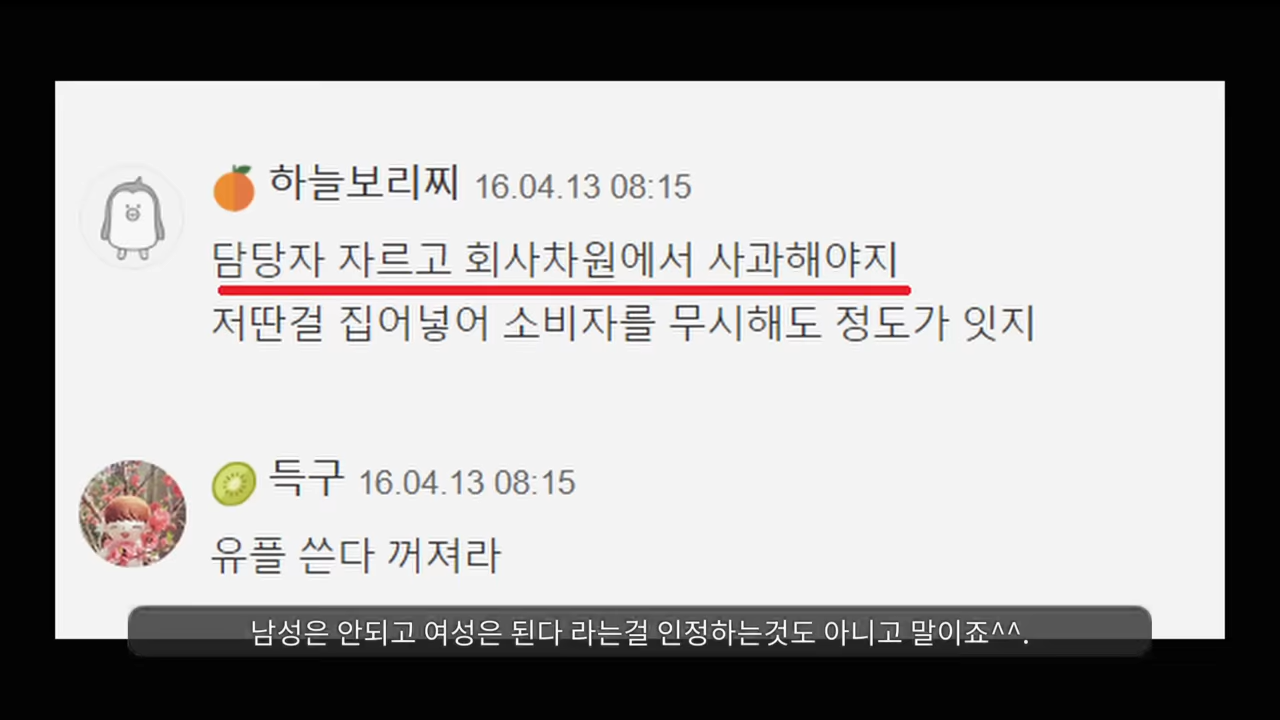 하늘보리찌 16.04.13 08:15
담당자 자르고 회사차원에서 사과해야지
저딴걸 집어넣어 소비자를 무시해도 정도가 잇지
득구 16.04.13 08:15
유플 쓴다 꺼져라
남성은 안되고 여성은 된다 라는걸 인정하는것도 아니고 말이죠^^.